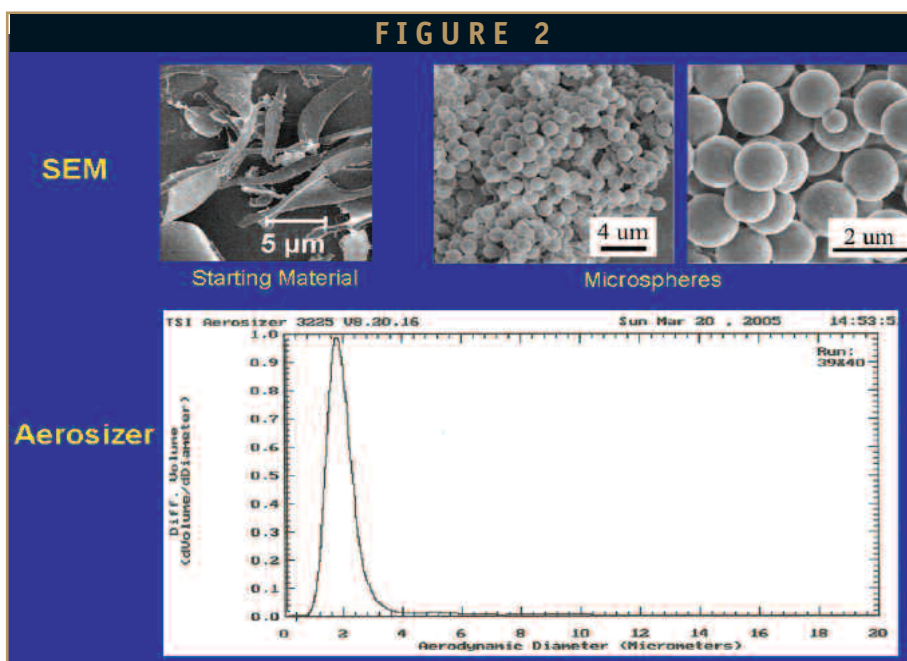 FIGURE 2
SEM
5 µm
4 um
2 um
Starting Material
Microspheres
TSI Aerosizer 3225 V8.20.16 Sun Mar 20 , 2005 14:53:5
Run:
39&40
Aerosizer
Diff. Volume
(dVolume/dDiameter)
1.0
0.9
0.8
0.7
0.6
0.5
0.4
0.3
0.2
0.1
0.0
0 2 4 6 8 10 12 14 16 18 20
Aerodynamic Diameter (Micrometers)